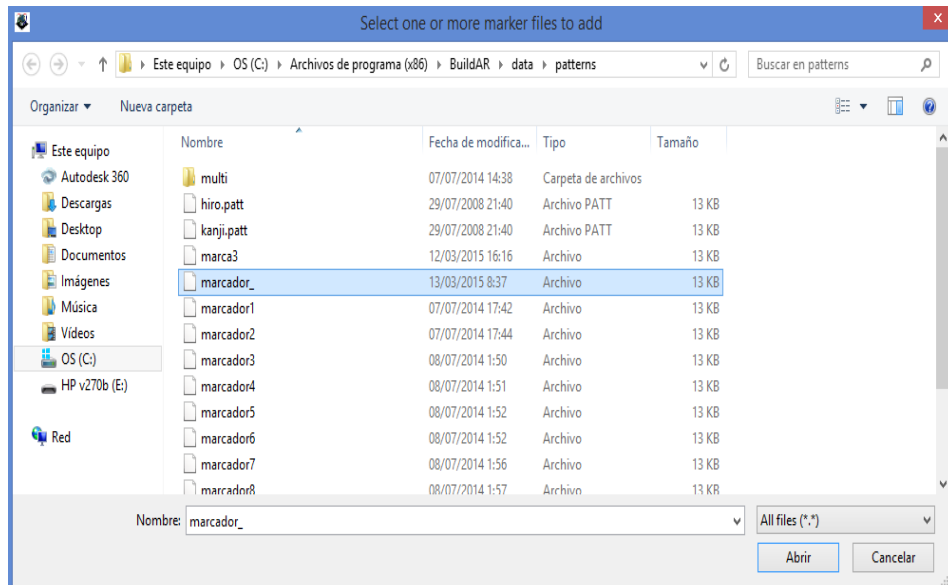 Select one or more marker files to add
x
Este equipo OS (C:) Archivos de programa (x86) BuildAR data patterns
Buscar en patterns
Organizar Nueva carpeta
Este equipo
Autodesk 360
Descargas
Desktop
Documentos
Imágenes
Música
Vídeos
OS (C:)
HP v270b (E:)
Red
Nombre Fecha de modifica... Tipo Tamaño
multi 07/07/2014 14:38 Carpeta de archivos
hiro.patt 29/07/2008 21:40 Archivo PATT 13 KB
kanji.patt 29/07/2008 21:40 Archivo PATT 13 KB
marca3 12/03/2015 16:16 Archivo 13 KB
marcador_ 13/03/2015 8:37 Archivo 13 KB
marcador1 07/07/2014 17:42 Archivo 13 KB
marcador2 07/07/2014 17:44 Archivo 13 KB
marcador3 08/07/2014 1:50 Archivo 13 KB
marcador4 08/07/2014 1:51 Archivo 13 KB
marcador5 08/07/2014 1:52 Archivo 13 KB
marcador6 08/07/2014 1:52 Archivo 13 KB
marcador7 08/07/2014 1:56 Archivo 13 KB
marcador8 08/07/2014 1:57 Archivo 13 KB
Nombre: marcador_ All files (*.*)
Abrir Cancelar